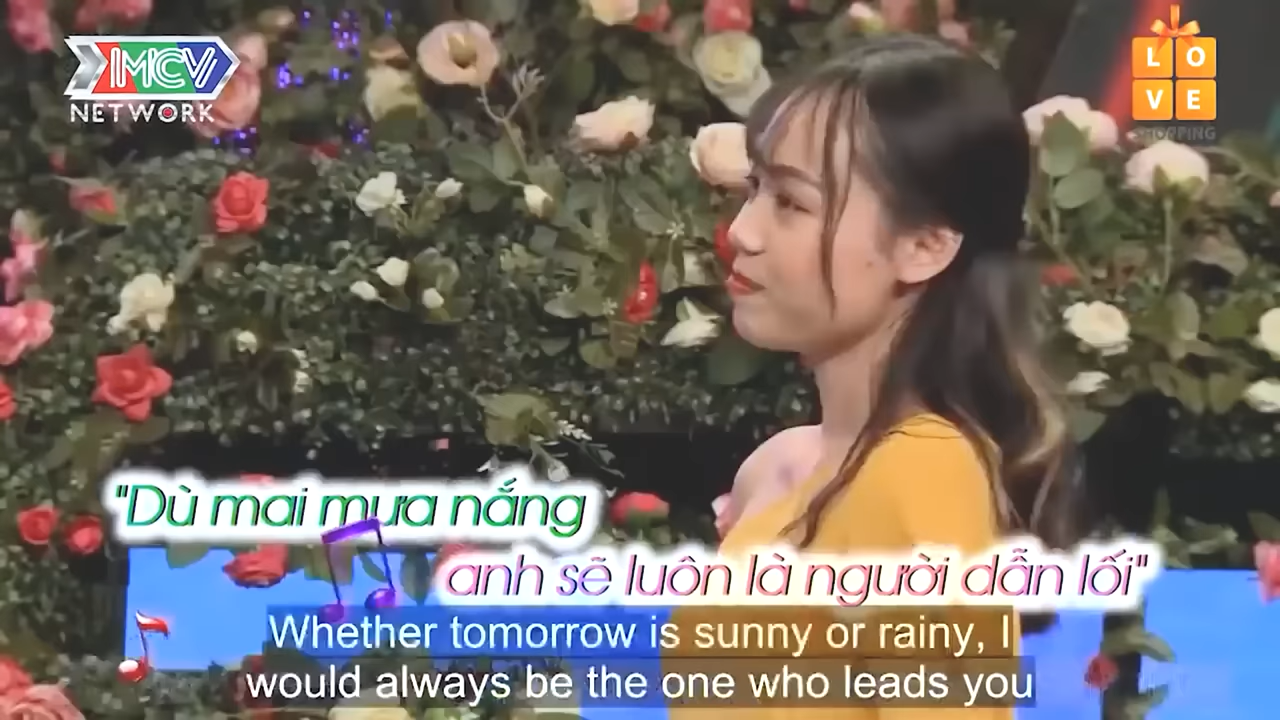 MCV
NETWORK
LOVE
SHOPPING
"Dù mai mưa nắng
anh sẽ luôn là người dẫn lối"
Whether tomorrow is sunny or rainy, I
would always be the one who leads you